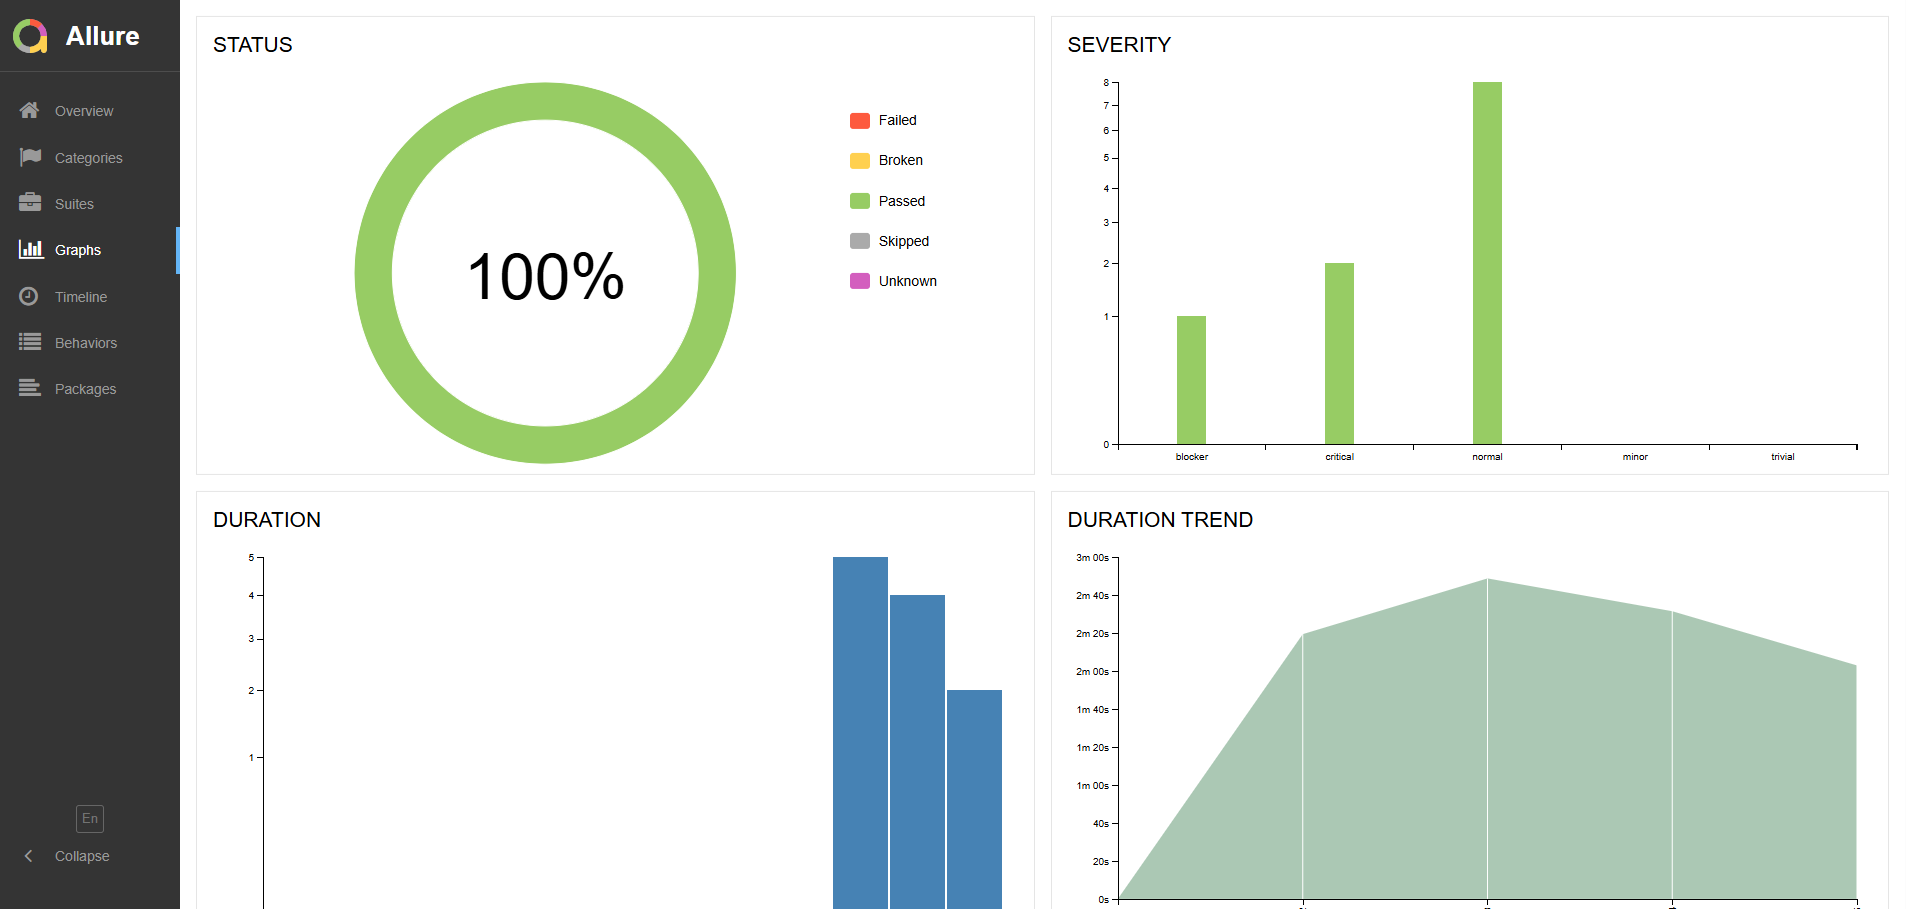 Allure
Overview
Categories
Suites
Graphs
Timeline
Behaviors
Packages
En
Collapse
STATUS
100%
Failed
Broken
Passed
Skipped
Unknown
SEVERITY
8
7
6
5
4
3
2
1
0
blocker critical normal minor trivial
DURATION
5
4
3
2
1
DURATION TREND
3m 00s
2m 40s
2m 20s
2m 00s
1m 40s
1m 20s
1m 00s
40s
20s
0s